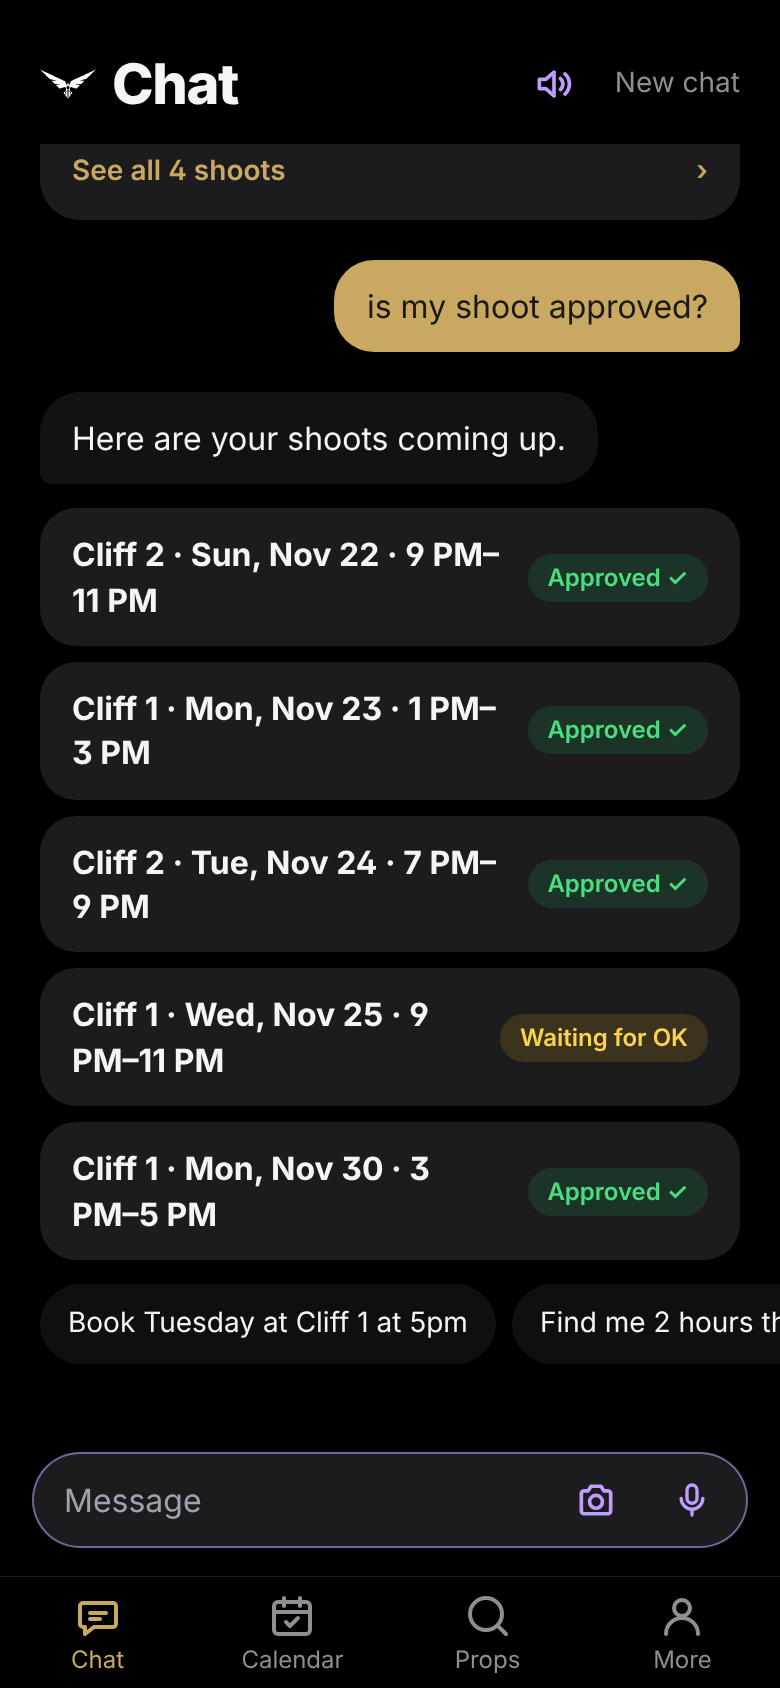 Chat
New chat
See all 4 shoots ›
is my shoot approved?
Here are your shoots coming up.
Cliff 2 · Sun, Nov 22 · 9 PM–
11 PM
Approved ✓
Cliff 1 · Mon, Nov 23 · 1 PM–
3 PM
Approved ✓
Cliff 2 · Tue, Nov 24 · 7 PM–
9 PM
Approved ✓
Cliff 1 · Wed, Nov 25 · 9
PM–11 PM
Waiting for OK
Cliff 1 · Mon, Nov 30 · 3
PM–5 PM
Approved ✓
Book Tuesday at Cliff 1 at 5pm
Find me 2 hours
Message
Chat
Calendar
Props
More